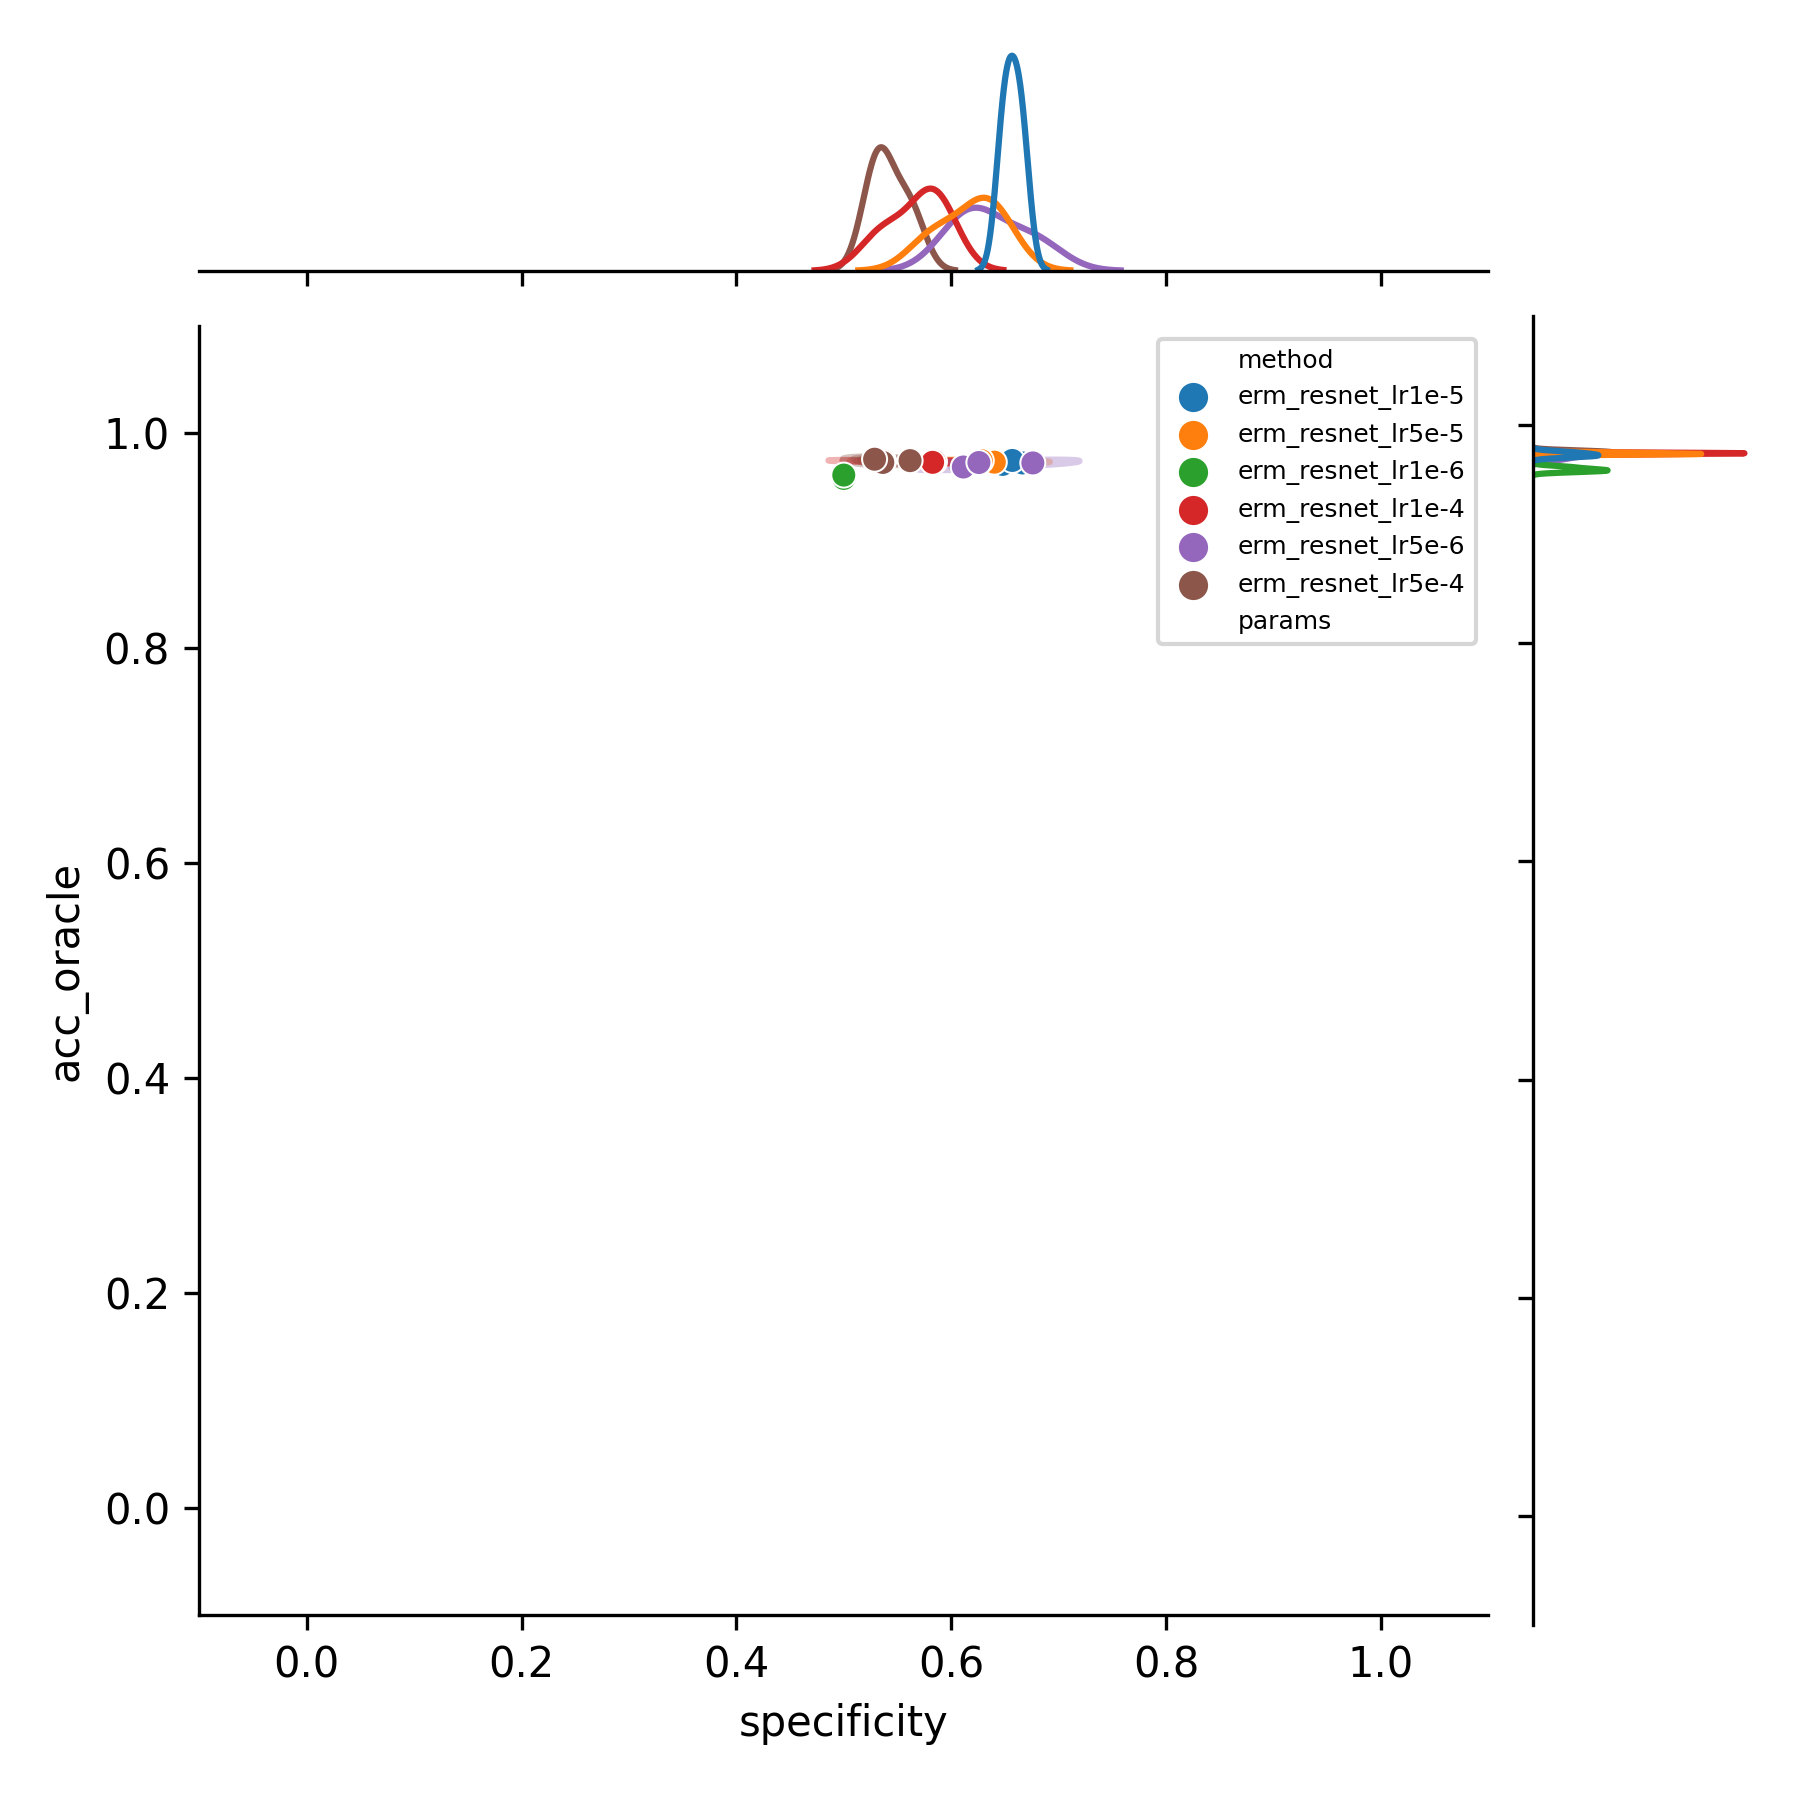 method
erm_resnet_lr1e-5
erm_resnet_lr5e-5
erm_resnet_lr1e-6
erm_resnet_lr1e-4
erm_resnet_lr5e-6
erm_resnet_lr5e-4
params
1.0
0.8
0.6
0.4
0.2
0.0
acc_oracle
0.0 0.2 0.4 0.6 0.8 1.0
specificity